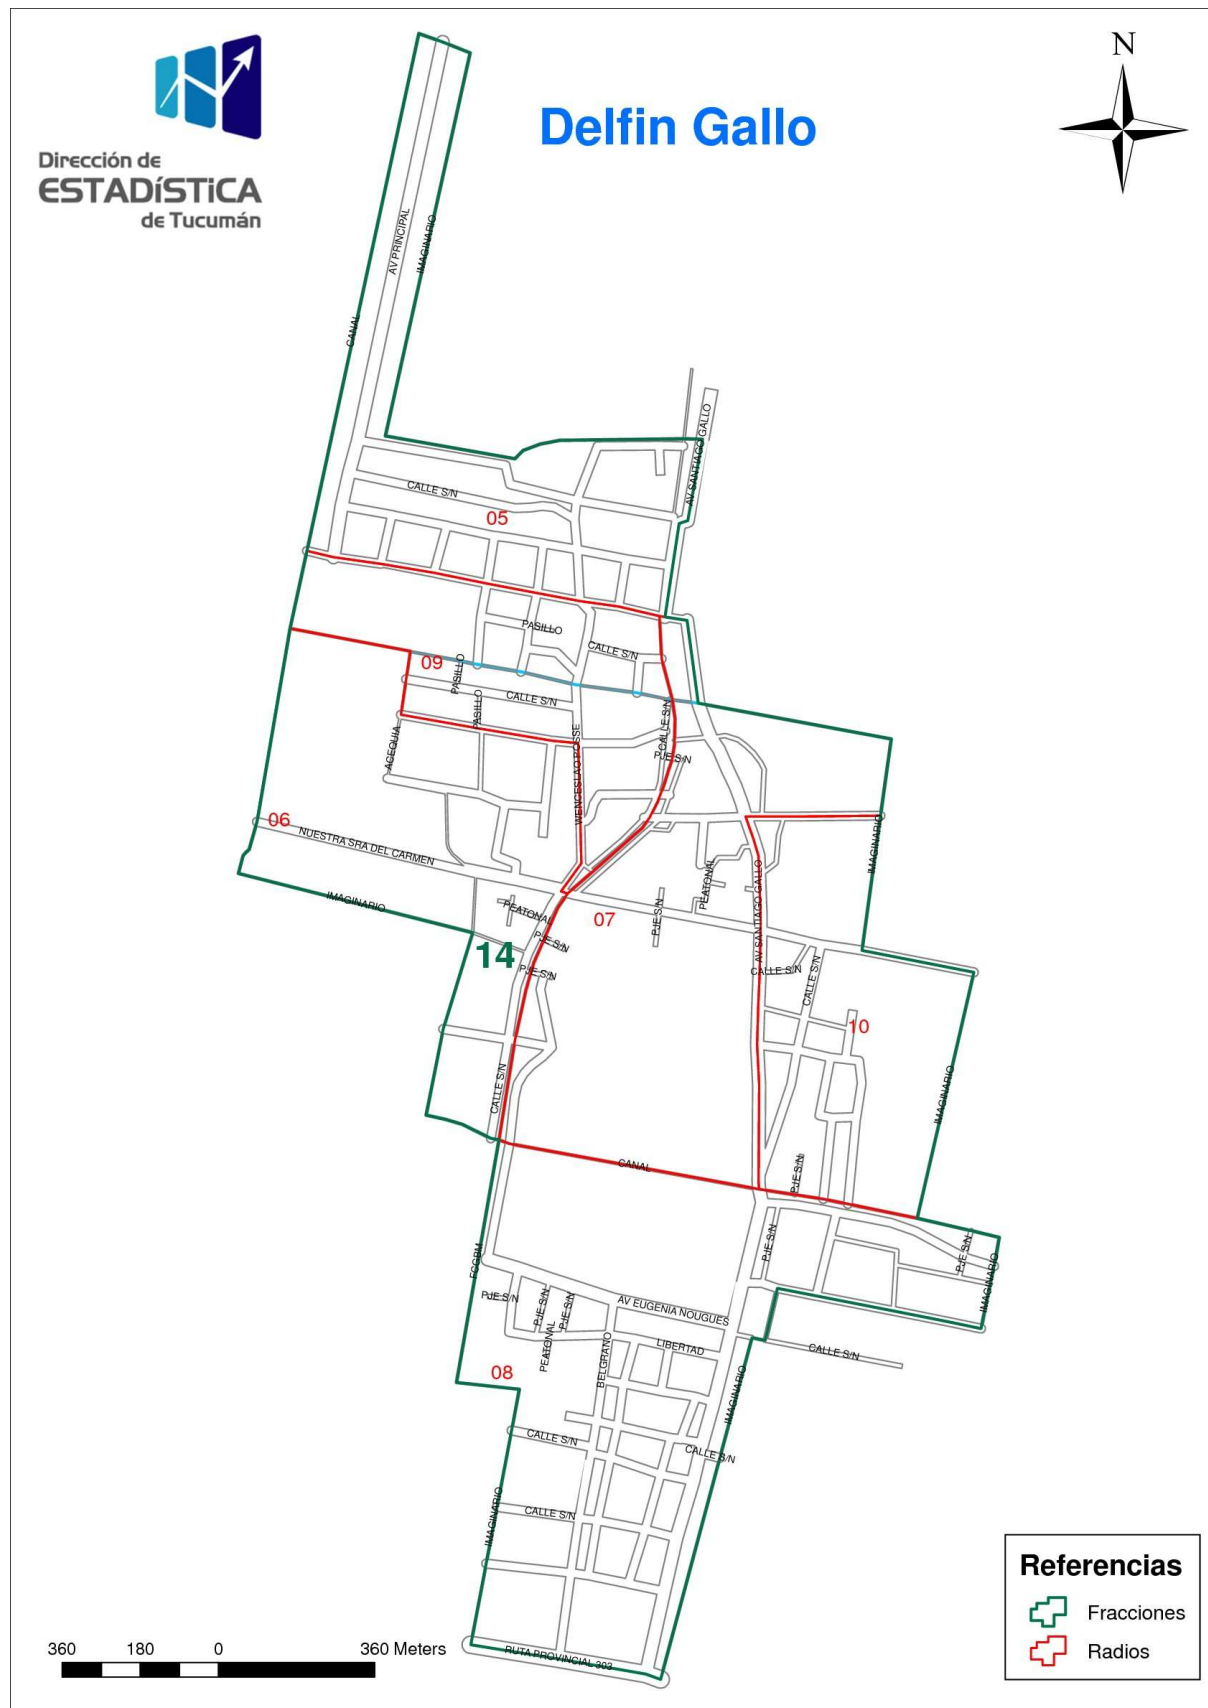 Dirección de
ESTADíSTiCA
de Tucumán
Delfin Gallo
N
AV PRINCIPAL
IMAGINARIO
CANAL
AV SANTIAGO GALLO
CALLE S/N
05
PASILLO
CALLE S/N
09
PASILLO
CALLE S/N
PASILLO
CALLE S/N
ACEQUIA
WENCESLAO POSSE
PJE S/N
06
NUESTRA SRA DEL CARMEN
IMAGINARIO
IMAGINARIO
PEATONAL
AV SANTIAGO GALLO
PEATONAL
07
PJE S/N
PJE S/N
14
PJE S/N
CALLE S/N
CALLE S/N
10
CALLE S/N
IMAGINARIO
CANAL
PJE S/N
PJE S/N
PJE S/N
FCGBM
IMAGINARIO
PJE S/N
PJE S/N
PJE S/N
AV EUGENIA NOUGUES
PEATONAL
BELGRANO
LIBERTAD
CALLE S/N
08
IMAGINARIO
CALLE S/N
CALLE S/N
IMAGINARIO
CALLE S/N
RUTA PROVINCIAL 303
360 180 0 360 Meters
Referencias
Fracciones
Radios